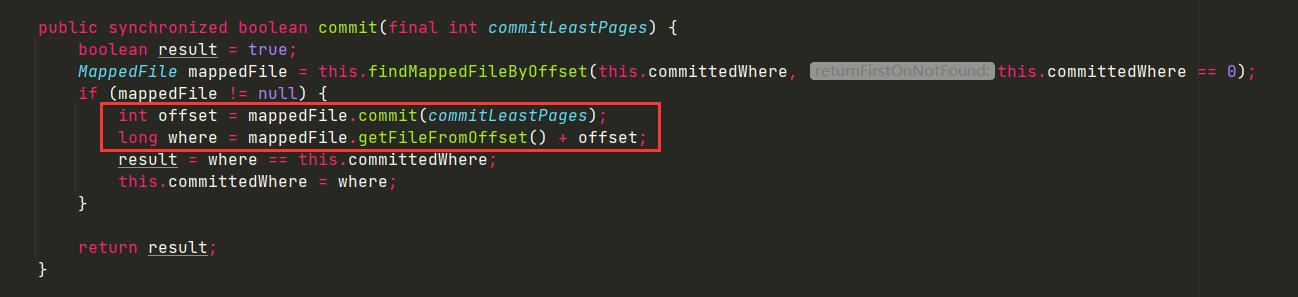 public synchronized boolean commit(final int commitLeastPages) {
    boolean result = true;
    MappedFile mappedFile = this.findMappedFileByOffset(this.committedWhere, returnFirstOnNotFound: this.committedWhere == 0);
    if (mappedFile != null) {
        int offset = mappedFile.commit(commitLeastPages);
        long where = mappedFile.getFileFromOffset() + offset;
        result = where == this.committedWhere;
        this.committedWhere = where;
    }

    return result;
}